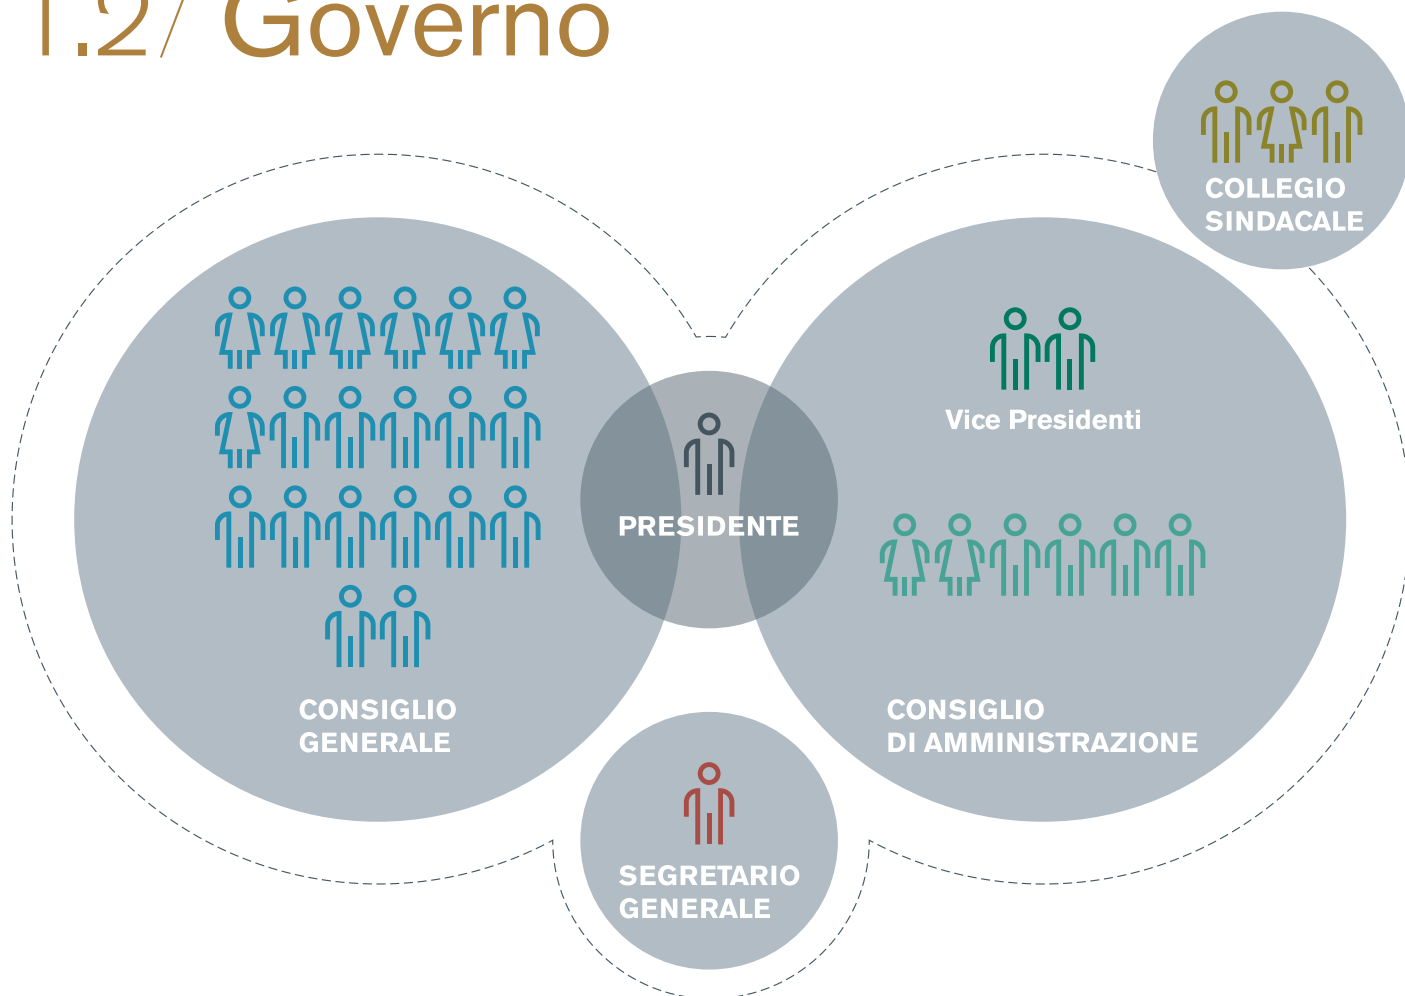 1.2/ Governo
COLLEGIO
SINDACALE
Vice Presidenti
PRESIDENTE
CONSIGLIO
GENERALE
CONSIGLIO
DI AMMINISTRAZIONE
SEGRETARIO
GENERALE